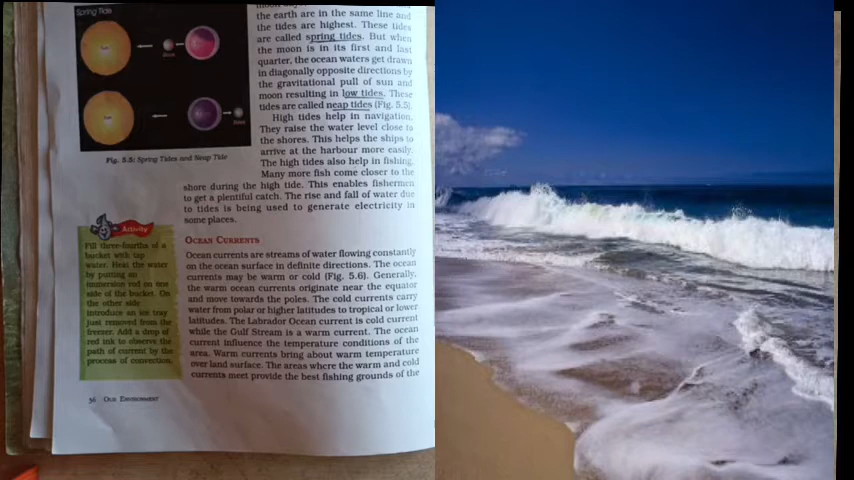 Spring Tide
Sun
Moon
Sun
Moon
Fig. 5.5: Spring Tides and Neap Tide
the earth are in the same line and
the tides are highest. These tides
are called spring tides. But when
the moon is in its first and last
quarter, the ocean waters get drawn
in diagonally opposite directions by
the gravitational pull of sun and
moon resulting in low tides. These
tides are called neap tides (Fig. 5.5).
High tides help in navigation.
They raise the water level close to
the shores. This helps the ships to
arrive at the harbour more easily.
The high tides also help in fishing.
Many more fish come closer to the
shore during the high tide. This enables fishermen
to get a plentiful catch. The rise and fall of water due
to tides is being used to generate electricity in
some places.
OCEAN CURRENTS
Ocean currents are streams of water flowing constantly
on the ocean surface in definite directions. The ocean
currents may be warm or cold (Fig. 5.6). Generally,
the warm ocean currents originate near the equator
and move towards the poles. The cold currents carry
water from polar or higher latitudes to tropical or lower
latitudes. The Labrador Ocean current is cold current
while the Gulf Stream is a warm current. The ocean
current influence the temperature conditions of the
area. Warm currents bring about warm temperature
over land surface. The areas where the warm and cold
currents meet provide the best fishing grounds of the
Activity
Fill three-fourths of a
bucket with tap
water. Heat the water
by putting an
immersion rod on one
side of the bucket. On
the other side
introduce an ice tray
just removed from the
freezer. Add a drop of
red ink to observe the
path of current by the
process of convection.
56 OUR ENVIRONMENT